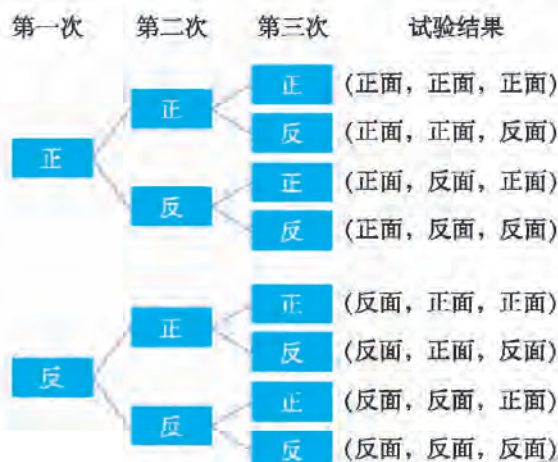 第一次 第二次 第三次 试验结果
正 (正面，正面，正面)
正
反 (正面，正面，反面)
正
正 (正面，反面，正面)
反
反 (正面，反面，反面)
正 (反面，正面，正面)
正
反 (反面，正面，反面)
反
正 (反面，反面，正面)
反
反 (反面，反面，反面)